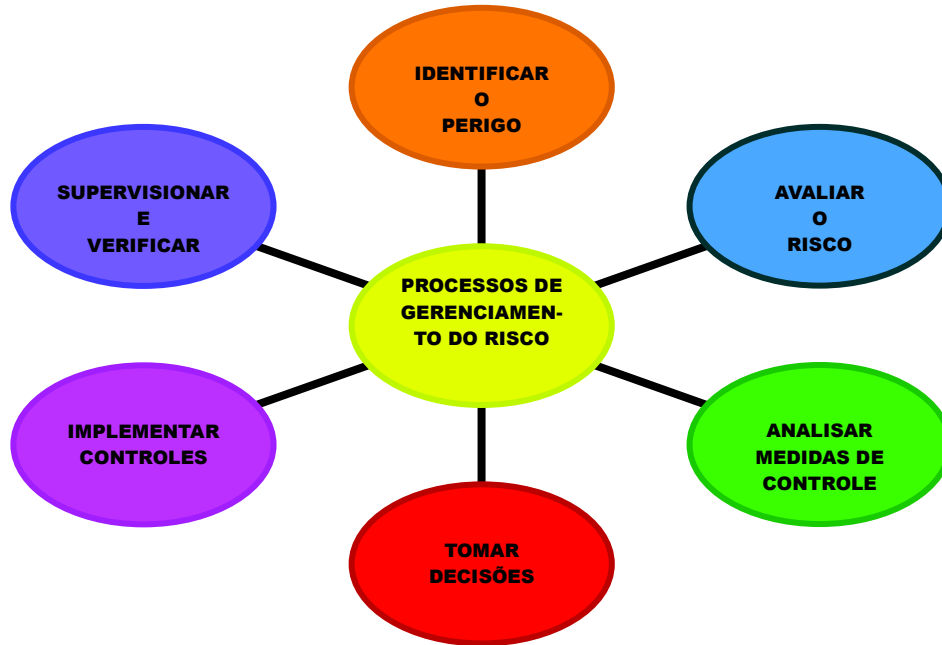 IDENTIFICAR
O
PERIGO
AVALIAR
O
RISCO
ANALISAR
MEDIDAS DE
CONTROLE
TOMAR
DECISÕES
IMPLEMENTAR
CONTROLES
SUPERVISIONAR
E
VERIFICAR
PROCESSOS DE
GERENCIAMEN-
TO DO RISCO